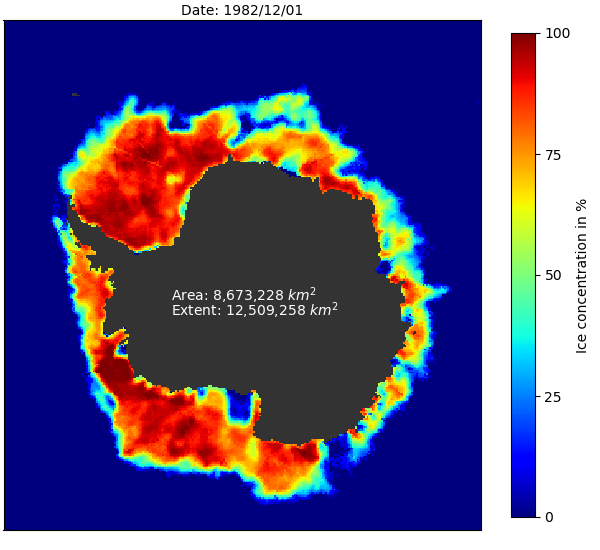 Date: 1982/12/01
100
75
50
25
0
Ice concentration in %
Area: 8,673,228 km²
Extent: 12,509,258 km²